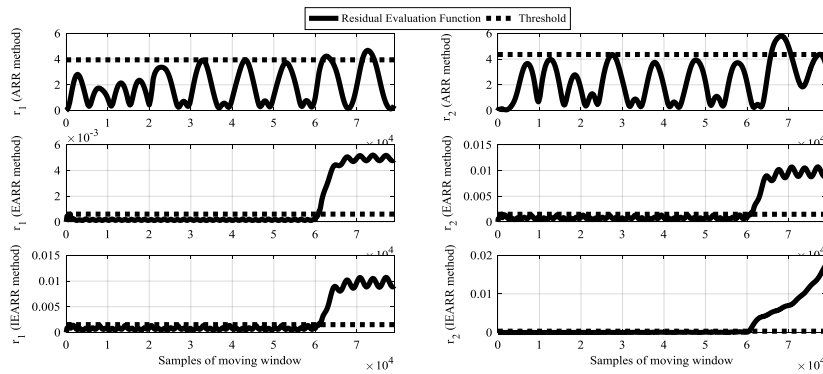 Residual Evaluation Function Threshold
r1 (ARR method)
6
4
2
0
0 1 2 3 4 5 6 7
× 10^-3
r2 (ARR method)
6
4
2
0
0 1 2 3 4 5 6 7
r1 (EARR method)
6
4
2
0
0 1 2 3 4 5 6 7
r2 (EARR method)
0.015
0.01
0.005
0
0 1 2 3 4 5 6 7
r1 (IEARR method)
0.015
0.01
0.005
0
0 1 2 3 4 5 6 7
Samples of moving window
× 10^4
r2 (IEARR method)
0.02
0.01
0
0 1 2 3 4 5 6 7
Samples of moving window
× 10^4